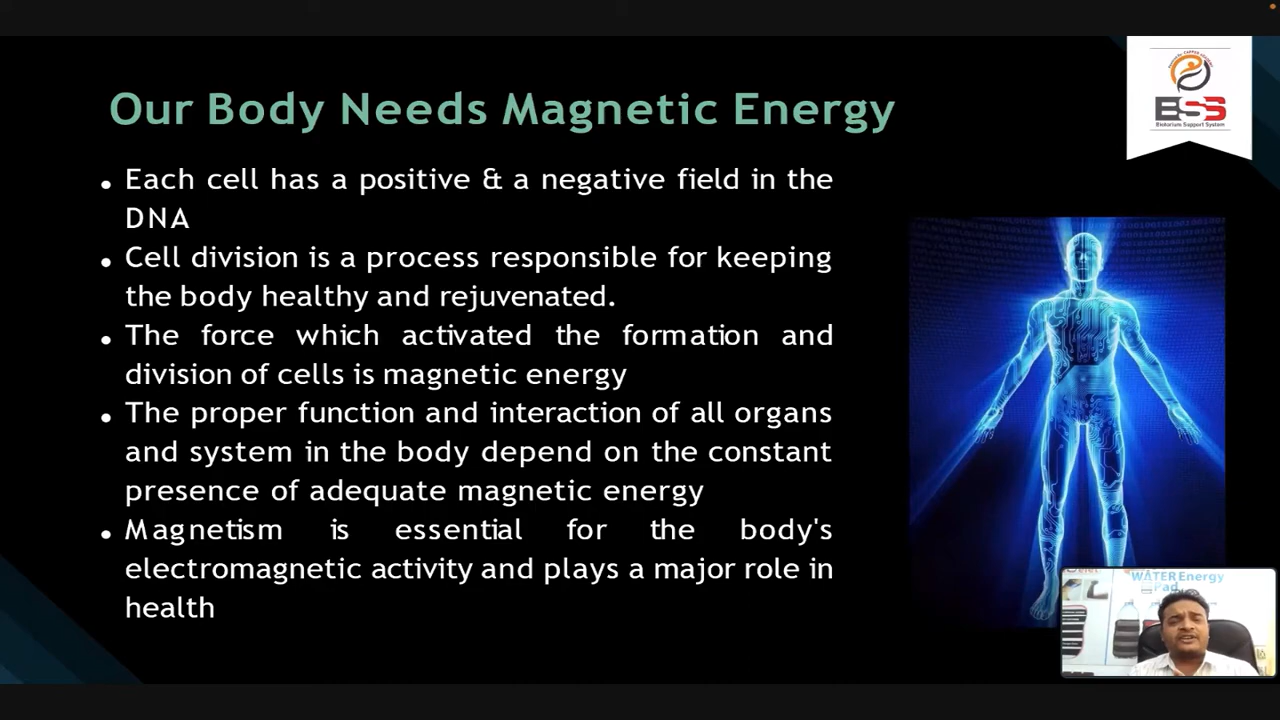 Our Body Needs Magnetic Energy
• Each cell has a positive & a negative field in the
DNA
• Cell division is a process responsible for keeping
the body healthy and rejuvenated.
• The force which activated the formation and
division of cells is magnetic energy
• The proper function and interaction of all organs
and system in the body depend on the constant
presence of adequate magnetic energy
• Magnetism is essential for the body's
electromagnetic activity and plays a major role in
health
BSS
Biotorium Support System
WATER Energy
Pad